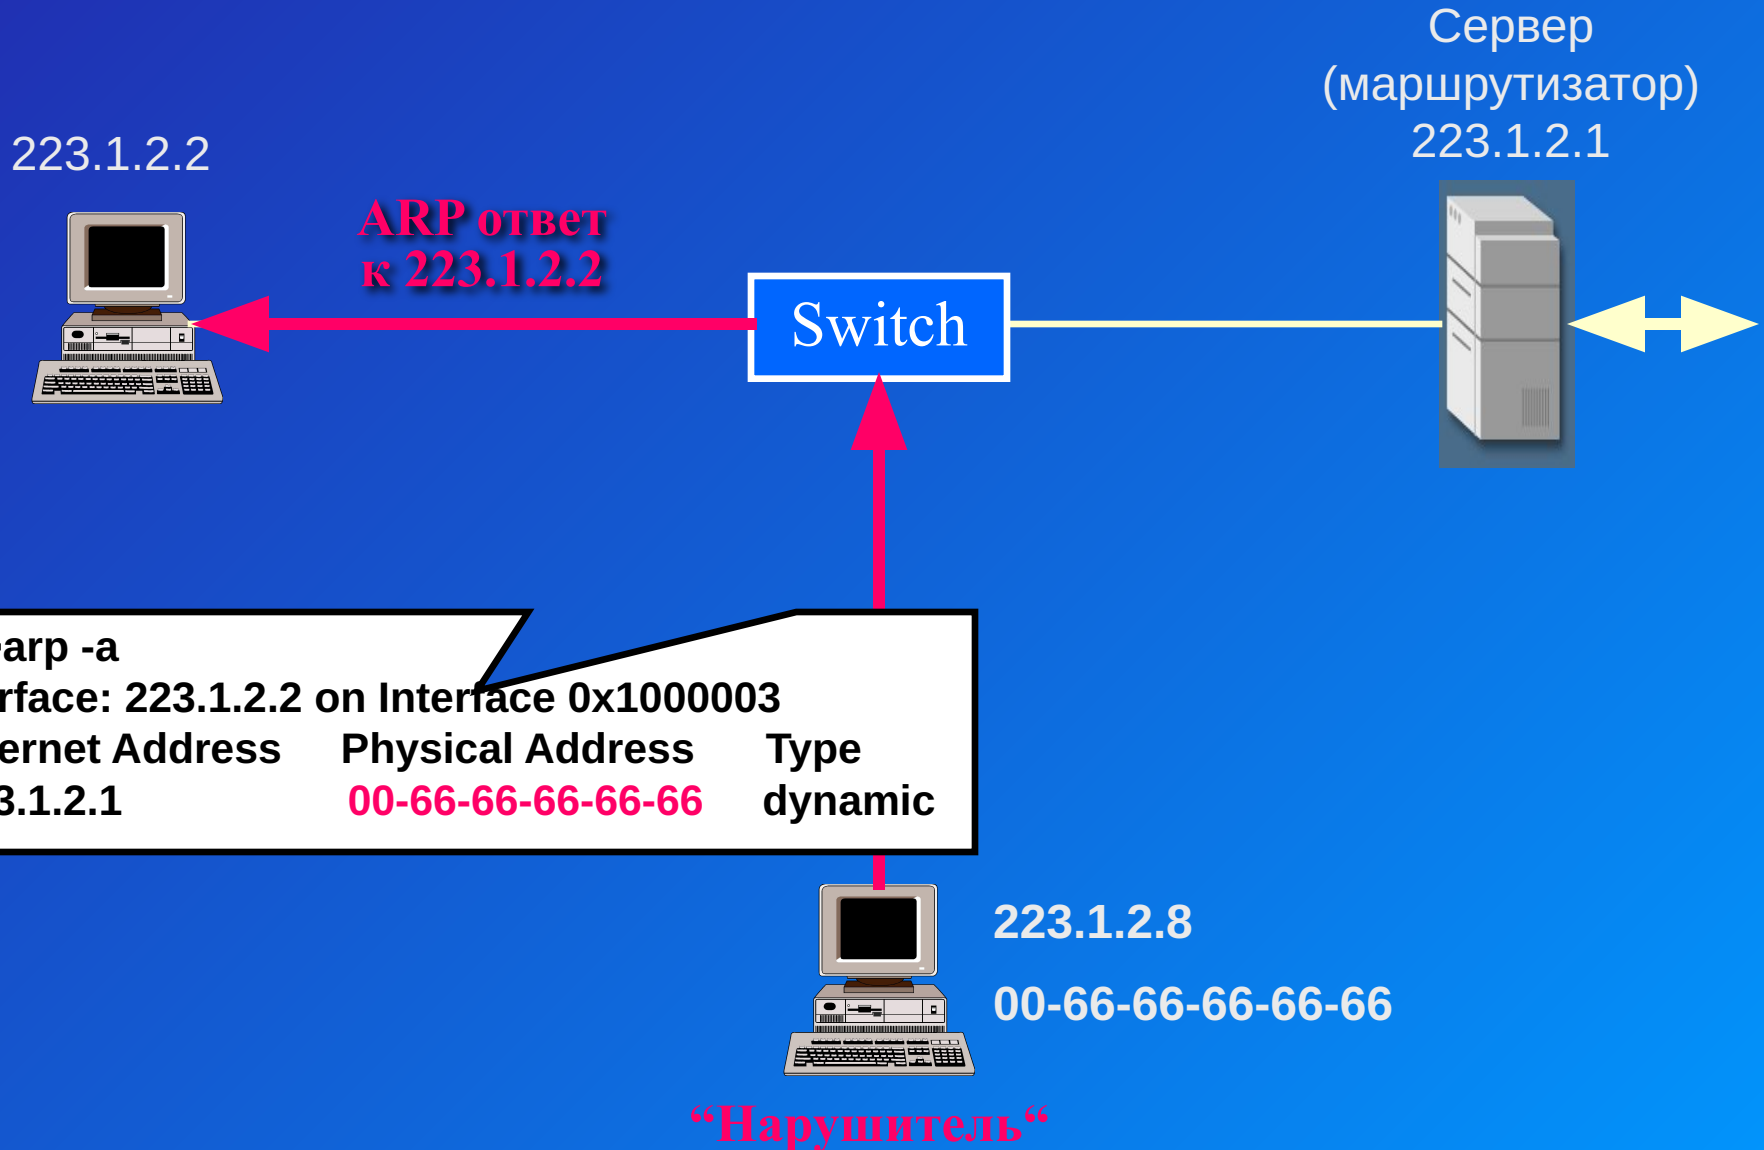 Сервер
(маршрутизатор)
223.1.2.1
223.1.2.2
ARP ответ
к 223.1.2.2
Switch
arp -a
rface: 223.1.2.2 on Interface 0x1000003
ernet Address Physical Address Type
3.1.2.1 00-66-66-66-66-66 dynamic
223.1.2.8
00-66-66-66-66-66
“Нарушитель“